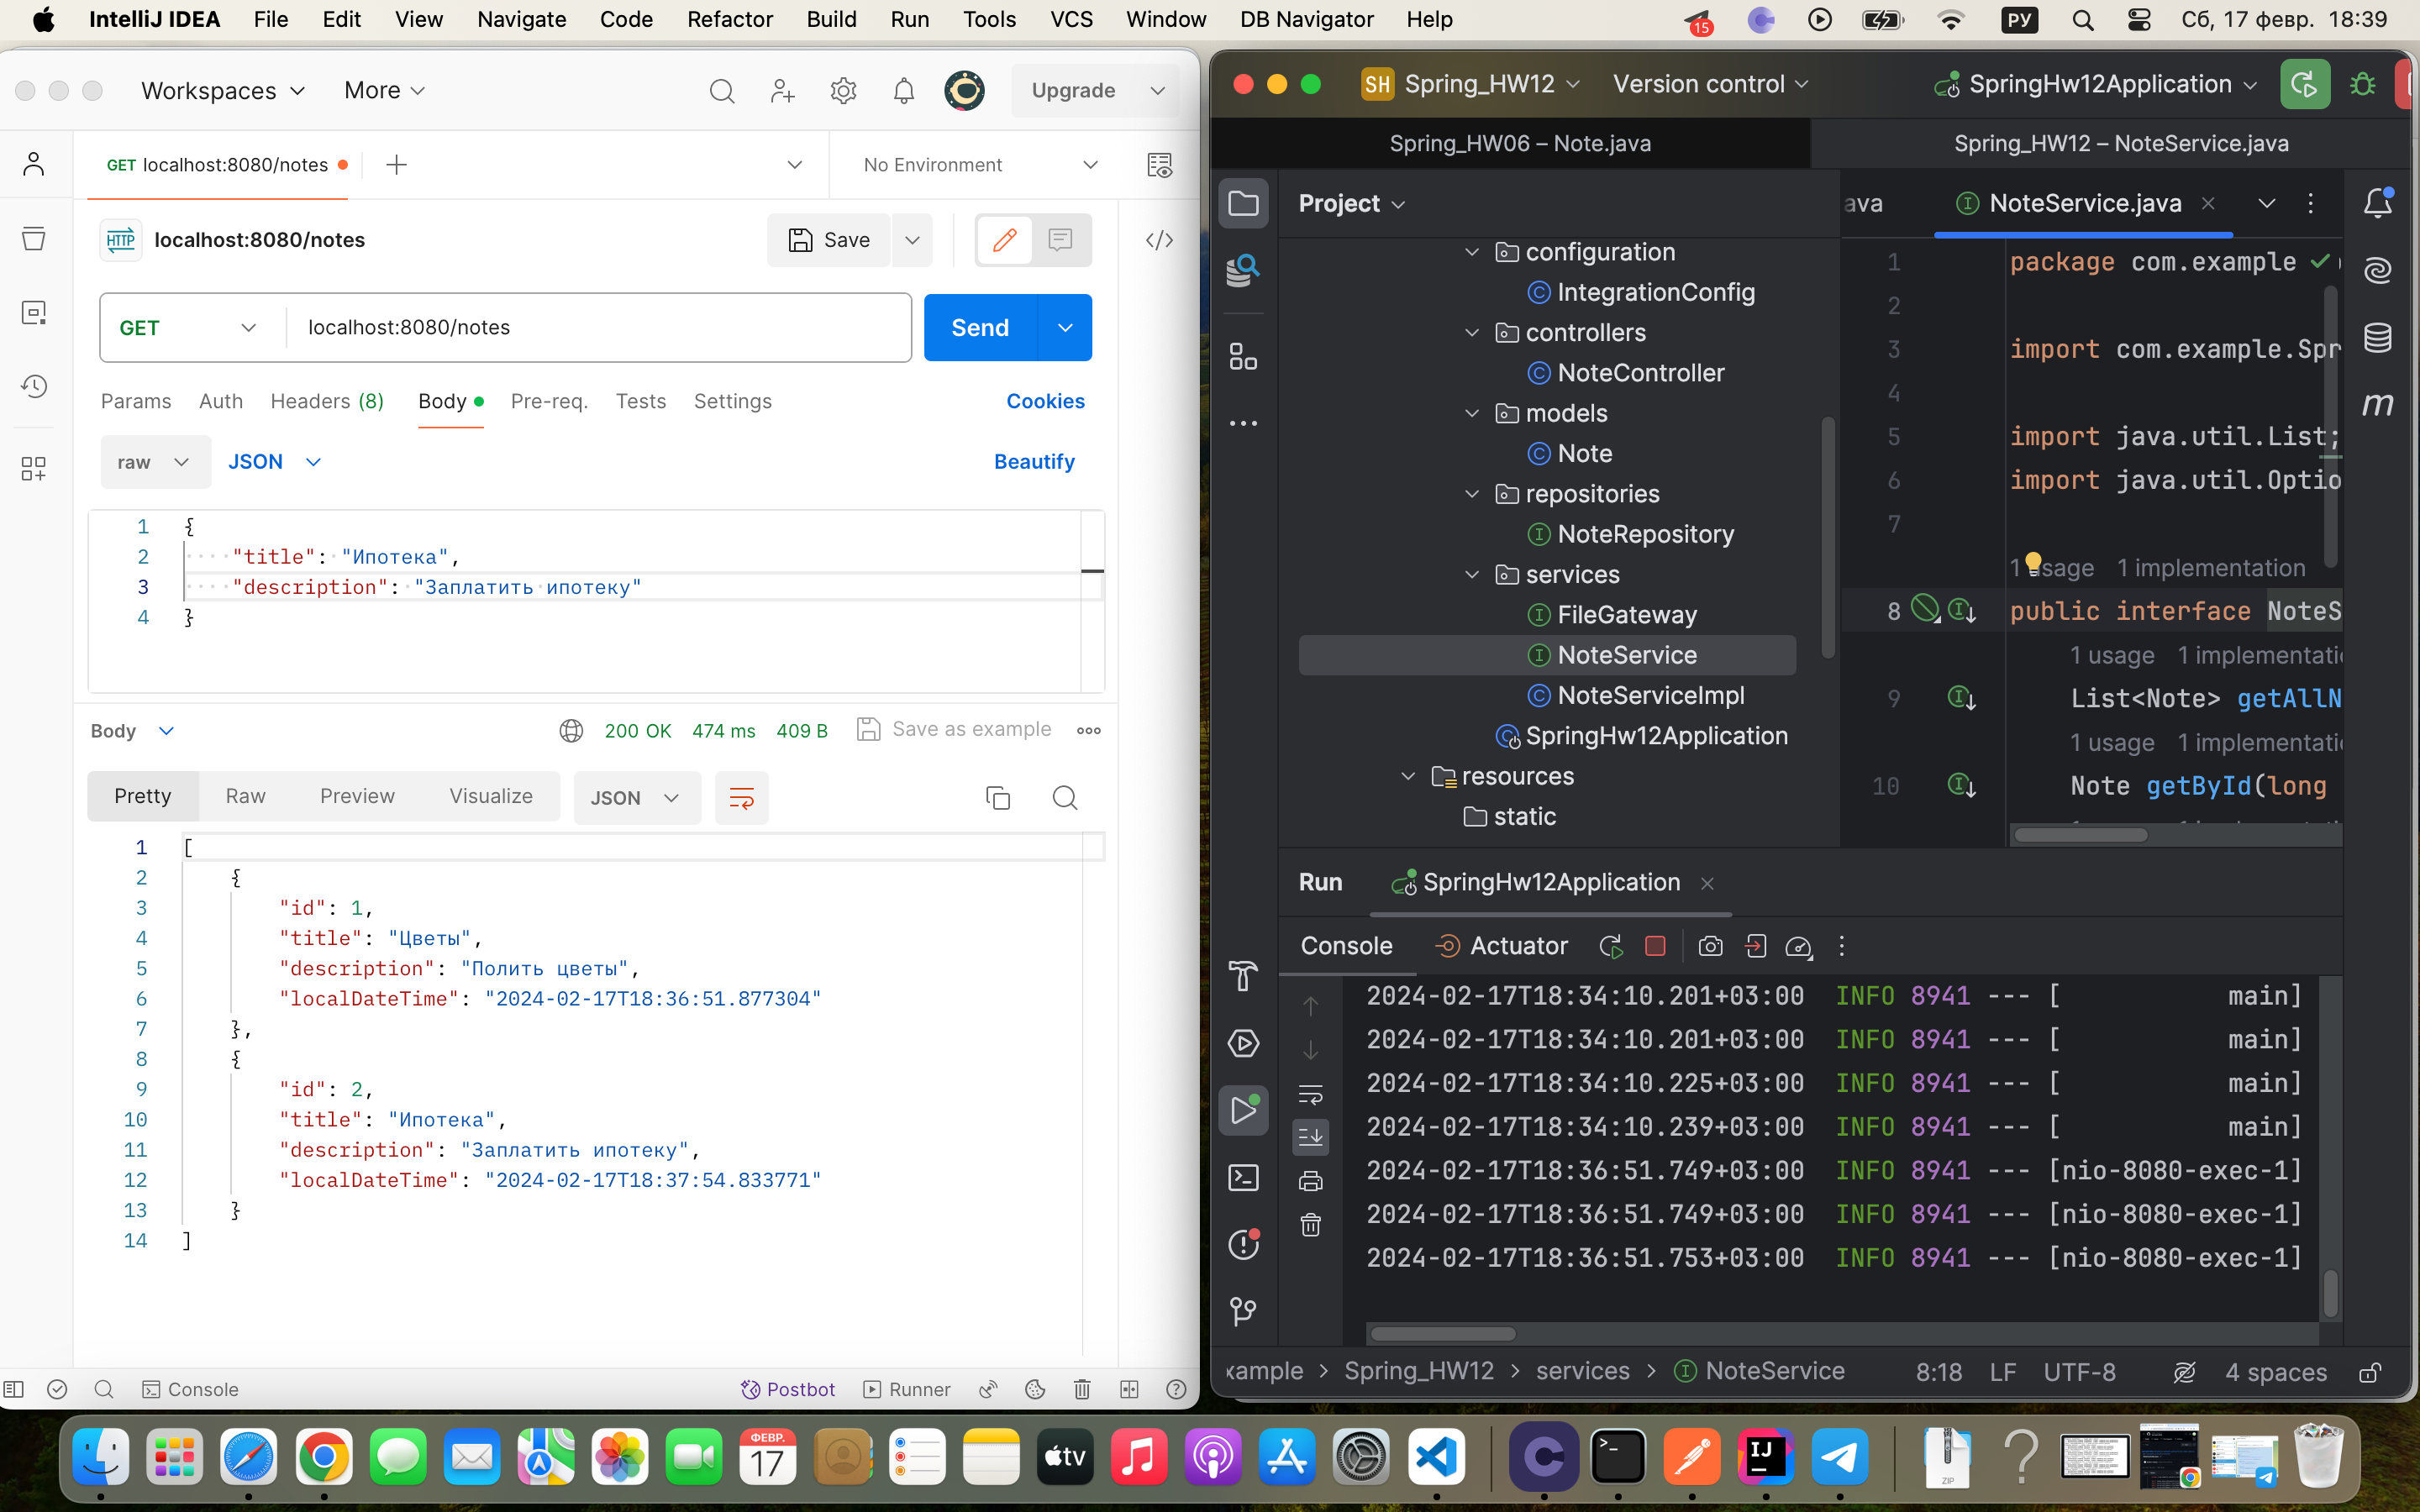 IntelliJ IDEA File Edit View Navigate Code Refactor Build Run Tools VCS Window DB Navigator Help 15 РУ Сб, 17 февр. 18:39
Workspaces More Upgrade
GET localhost:8080/notes No Environment
HTTP localhost:8080/notes Save
GET localhost:8080/notes Send
Params Auth Headers (8) Body Pre-req. Tests Settings Cookies
raw JSON Beautify
1 {
2 "title": "Ипотека",
3 "description": "Заплатить ипотеку"
4 }
Body 200 OK 474 ms 409 B Save as example
Pretty Raw Preview Visualize JSON
1 [
2 {
3 "id": 1,
4 "title": "Цветы",
5 "description": "Полить цветы",
6 "localDateTime": "2024-02-17T18:36:51.877304"
7 },
8 {
9 "id": 2,
10 "title": "Ипотека",
11 "description": "Заплатить ипотеку",
12 "localDateTime": "2024-02-17T18:37:54.833771"
13 }
14 ]
Console Postbot Runner
SH Spring_HW12 Version control SpringHw12Application
Spring_HW06 – Note.java Spring_HW12 – NoteService.java
Project
configuration
IntegrationConfig
controllers
NoteController
models
Note
repositories
NoteRepository
services
FileGateway
NoteService
NoteServiceImpl
SpringHw12Application
resources
static
ava NoteService.java
1 package com.example
2
3 import com.example.Spr
4
5 import java.util.List;
6 import java.util.Optio
7
1 usage 1 implementation
8 public interface NoteS
1 usage 1 implementati
9 List<Note> getAllN
1 usage 1 implementati
10 Note getById(long
Run SpringHw12Application
Console Actuator
2024-02-17T18:34:10.201+03:00 INFO 8941 --- [ main]
2024-02-17T18:34:10.201+03:00 INFO 8941 --- [ main]
2024-02-17T18:34:10.225+03:00 INFO 8941 --- [ main]
2024-02-17T18:34:10.239+03:00 INFO 8941 --- [ main]
2024-02-17T18:36:51.749+03:00 INFO 8941 --- [nio-8080-exec-1]
2024-02-17T18:36:51.749+03:00 INFO 8941 --- [nio-8080-exec-1]
2024-02-17T18:36:51.753+03:00 INFO 8941 --- [nio-8080-exec-1]
xample > Spring_HW12 > services > NoteService 8:18 LF UTF-8 4 spaces
ФЕВР.
17
tv
IJ
ZIP